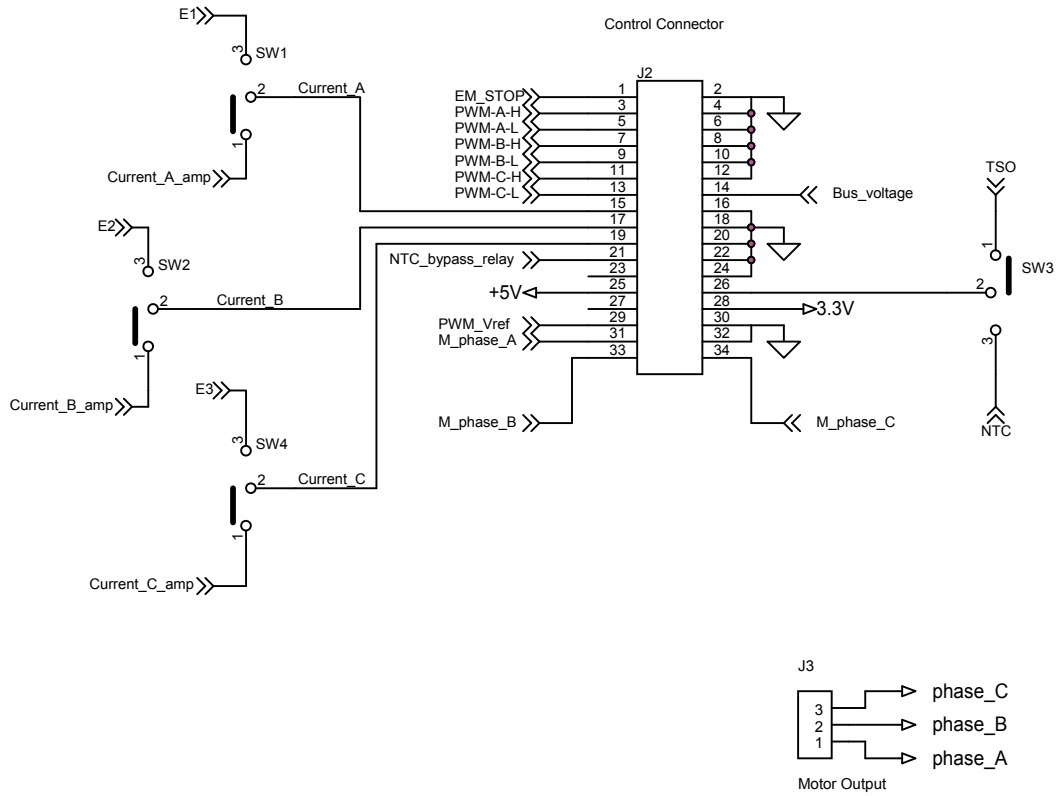 E1
3
SW1
2
Current_A
1
Current_A_amp
E2
3
SW2
2
Current_B
1
Current_B_amp
E3
3
SW4
2
Current_C
1
Current_C_amp
Control Connector
J2
EM_STOP 1 2
PWM-A-H 3 4
PWM-A-L 5 6
PWM-B-H 7 8
PWM-B-L 9 10
PWM-C-H 11 12
PWM-C-L 13 14 Bus_voltage
15 16
17 18
19 20
NTC_bypass_relay 21 22
23 24
+5V 25 26
27 28 3.3V
PWM_Vref 29 30
M_phase_A 31 32
33 34
M_phase_B
M_phase_C
TSO
1
SW3
2
3
NTC
J3
3 phase_C
2 phase_B
1 phase_A
Motor Output